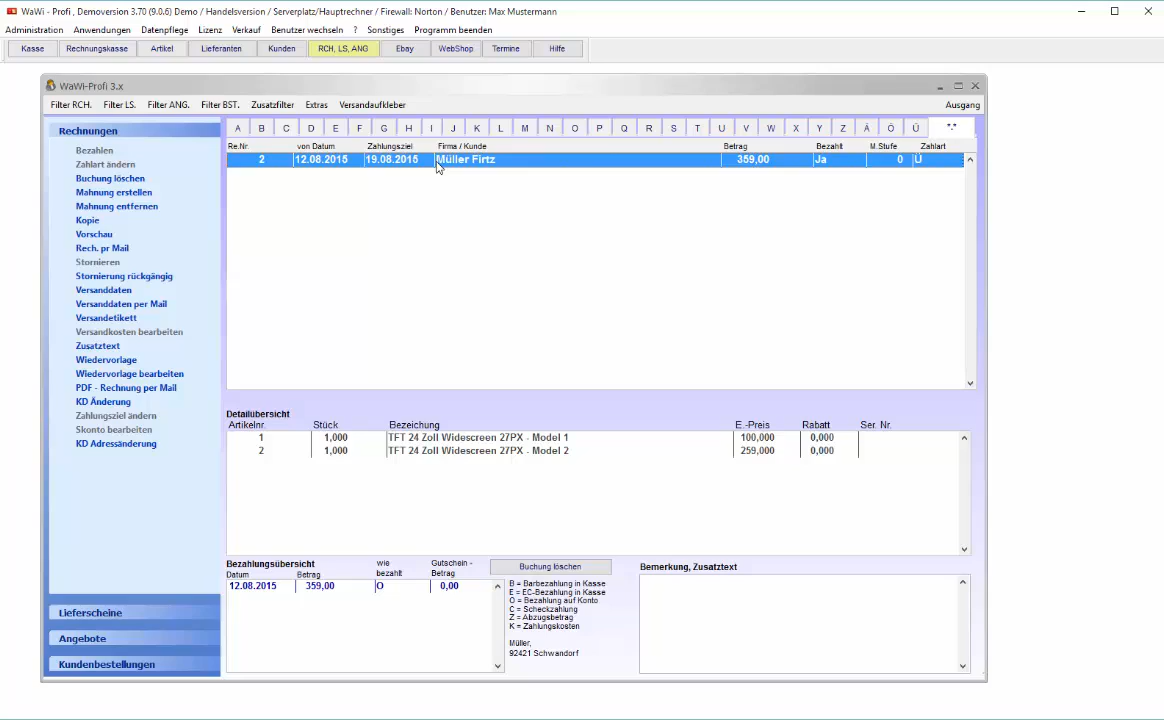 WaWi - Profi , Demoversion 3.70 (9.0.6) Demo / Handelsversion / Serverplatz/Hauptrechner / Firewall: Norton / Benutzer: Max Mustermann
Administration Anwendungen Datenpflege Lizenz Verkauf Benutzer wechseln ? Sonstiges Programm beenden
Kasse Rechnungskasse Artikel Lieferanten Kunden RCH, LS, ANG Ebay WebShop Termine Hilfe
WaWi-Profi 3.x
Filter RCH. Filter LS. Filter ANG. Filter BST. Zusatzfilter Extras Versandaufkleber Ausgang
Rechnungen
Bezahlen
Zahlart ändern
Buchung löschen
Mahnung erstellen
Mahnung entfernen
Kopie
Vorschau
Rech. pr Mail
Stornieren
Stornierung rückgängig
Versanddaten
Versanddaten per Mail
Versandetikett
Versandkosten bearbeiten
Zusatztext
Wiedervorlage
Wiedervorlage bearbeiten
PDF - Rechnung per Mail
KD Änderung
Zahlungsziel ändern
Skonto bearbeiten
KD Adressänderung
Lieferscheine
Angebote
Kundenbestellungen
A B C D E F G H I J K L M N O P Q R S T U V W X Y Z Ä Ö Ü *.*
Re.Nr. von Datum Zahlungsziel Firma / Kunde Betrag Bezahlt M.Stufe Zahlart
2 12.08.2015 19.08.2015 Müller Firtz 359,00 Ja 0 Ü
Detailübersicht
Artikelnr. Stück Bezeichung E.-Preis Rabatt Ser. Nr.
1 1,000 TFT 24 Zoll Widescreen 27PX - Model 1 100,000 0,000
2 1,000 TFT 24 Zoll Widescreen 27PX - Model 2 259,000 0,000
Bezahlungsübersicht
Datum Betrag wie bezahlt Gutschein - Betrag
12.08.2015 359,00 O 0,00
Buchung löschen
B = Barbezahlung in Kasse
E = EC-Bezahlung in Kasse
O = Bezahlung auf Konto
C = Scheckzahlung
Z = Abzugsbetrag
K = Zahlungskosten
Müller,
92421 Schwandorf
Bemerkung, Zusatztext